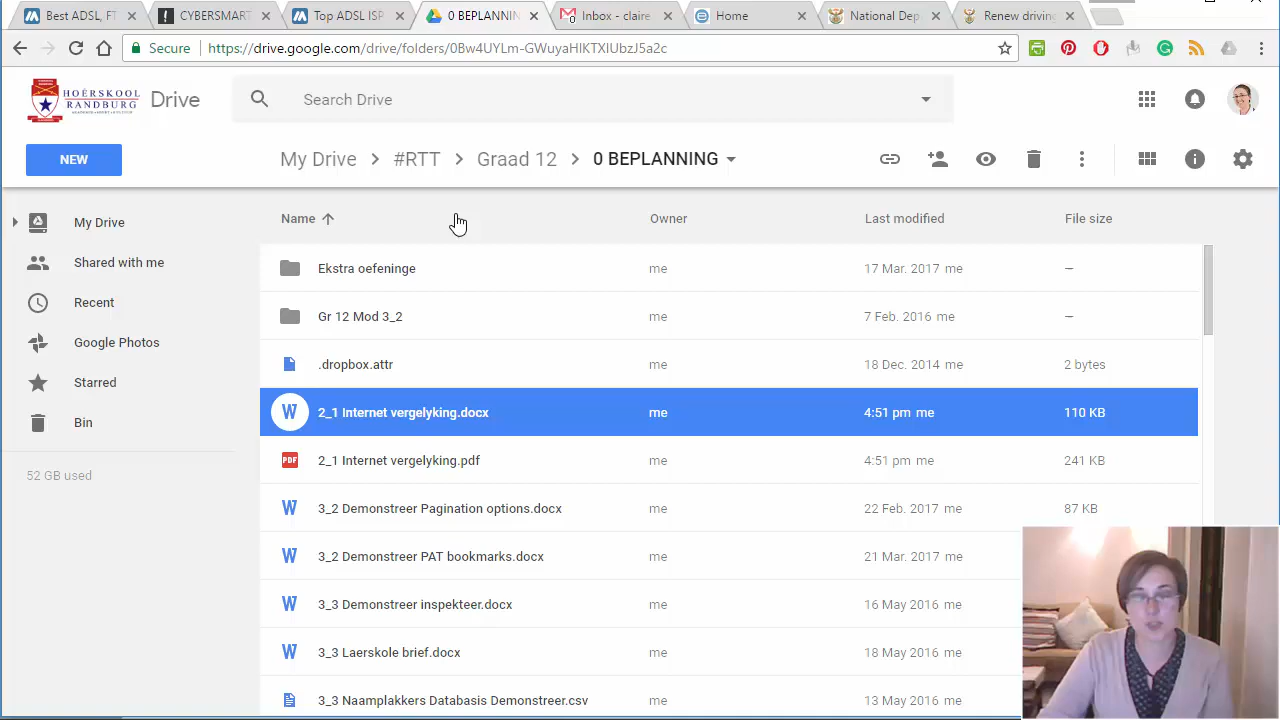 Best ADSL, FT
CYBERSMART
Top ADSL ISP
0 BEPLANNIN
Inbox - claire
Home
National Dep
Renew drivin
Secure
https://drive.google.com/drive/folders/0Bw4UYLm-GWuyaHlKTXlUbzJ5a2c
HOËRSKOOL
RANDBURG
Drive
Search Drive
NEW
My Drive > #RTT > Graad 12 > 0 BEPLANNING
My Drive
Shared with me
Recent
Google Photos
Starred
Bin
52 GB used
Name Owner Last modified File size
Ekstra oefeninge me 17 Mar. 2017 me –
Gr 12 Mod 3_2 me 7 Feb. 2016 me –
.dropbox.attr me 18 Dec. 2014 me 2 bytes
W 2_1 Internet vergelyking.docx me 4:51 pm me 110 KB
PDF 2_1 Internet vergelyking.pdf me 4:51 pm me 241 KB
W 3_2 Demonstreer Pagination options.docx me 22 Feb. 2017 me 87 KB
W 3_2 Demonstreer PAT bookmarks.docx me 21 Mar. 2017 me
W 3_3 Demonstreer inspekteer.docx me 16 May 2016 me
W 3_3 Laerskole brief.docx me 18 May 2016 me
3_3 Naamplakkers Databasis Demonstreer.csv me 13 May 2016 me